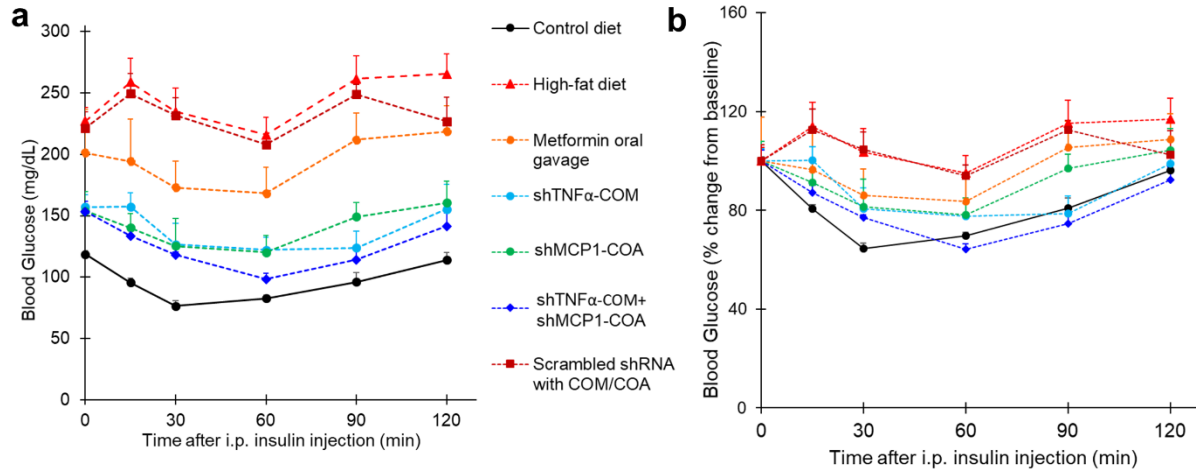 a
Blood Glucose (mg/dL)
300
250
200
150
100
50
0
0 30 60 90 120
Time after i.p. insulin injection (min)
Control diet
High-fat diet
Metformin oral
gavage
shTNFα-COM
shMCP1-COA
shTNFα-COM+
shMCP1-COA
Scrambled shRNA
with COM/COA
b
Blood Glucose (% change from baseline)
160
120
80
40
0
0 30 60 90 120
Time after i.p. insulin injection (min)